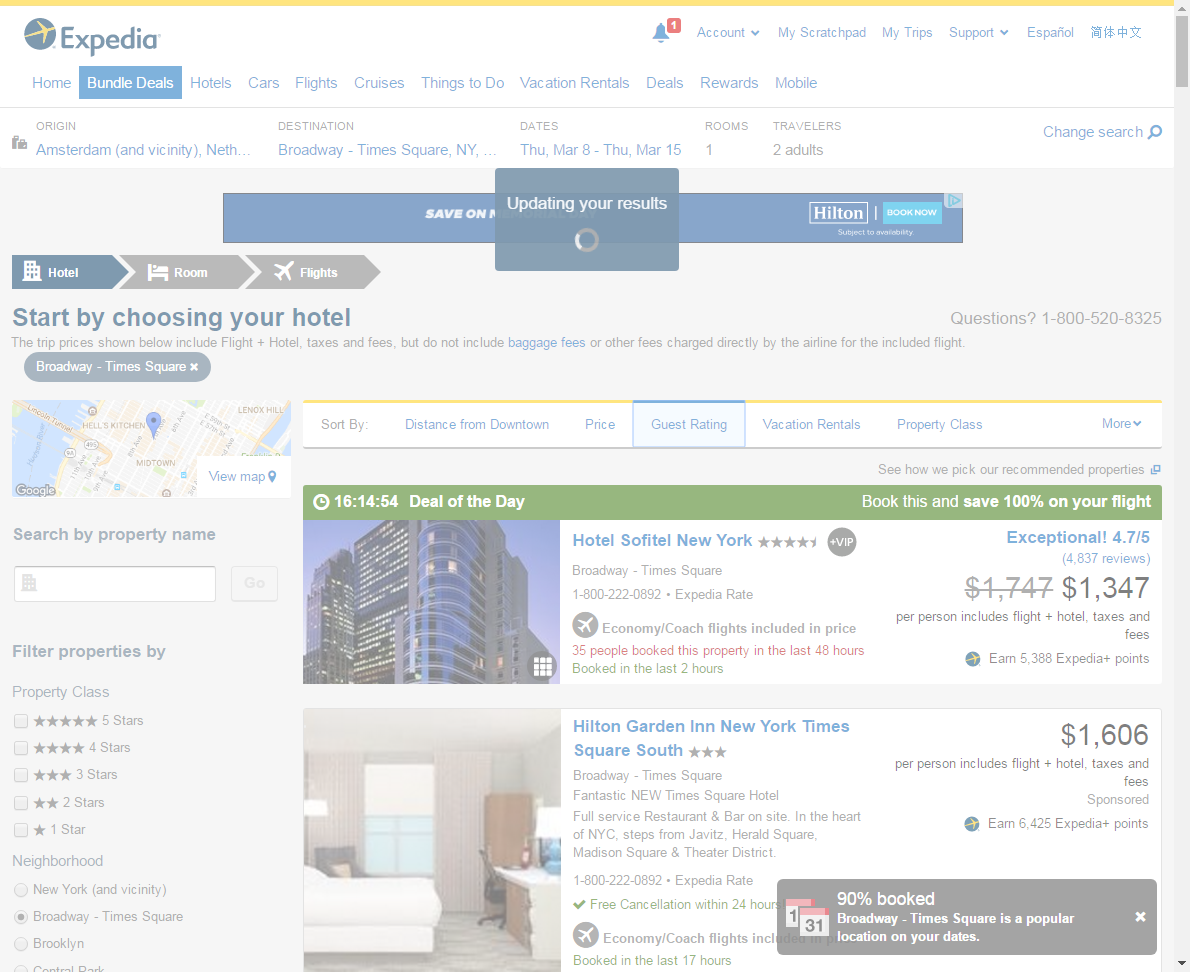 Expedia
1
Account
My Scratchpad
My Trips
Support
Español
简体中文
Home
Bundle Deals
Hotels
Cars
Flights
Cruises
Things to Do
Vacation Rentals
Deals
Rewards
Mobile
ORIGIN
Amsterdam (and vicinity), Neth...
DESTINATION
Broadway - Times Square, NY, ...
DATES
Thu, Mar 8 - Thu, Mar 15
ROOMS
1
TRAVELERS
2 adults
Change search
Updating your results
SAVE ON
Hilton
BOOK NOW
Subject to availability
Hotel
Room
Flights
Start by choosing your hotel
Questions? 1-800-520-8325
The trip prices shown below include Flight + Hotel, taxes and fees, but do not include baggage fees or other fees charged directly by the airline for the included flight.
Broadway - Times Square
LENOX HILL
Lincoln Tunnel
HELL'S KITCHEN
E 57th St
495
9A
MIDTOWN
Google
View map
Sort By:
Distance from Downtown
Price
Guest Rating
Vacation Rentals
Property Class
More
See how we pick our recommended properties
Search by property name
Go
Filter properties by
Property Class
5 Stars
4 Stars
3 Stars
2 Stars
1 Star
Neighborhood
New York (and vicinity)
Broadway - Times Square
Brooklyn
Central Park
16:14:54 Deal of the Day
Book this and save 100% on your flight
Hotel Sofitel New York
+VIP
Broadway - Times Square
1-800-222-0892 • Expedia Rate
Economy/Coach flights included in price
35 people booked this property in the last 48 hours
Booked in the last 2 hours
Exceptional! 4.7/5
(4,837 reviews)
$1,747 $1,347
per person includes flight + hotel, taxes and
fees
Earn 5,388 Expedia+ points
Hilton Garden Inn New York Times
Square South
Broadway - Times Square
Fantastic NEW Times Square Hotel
Full service Restaurant & Bar on site. In the heart
of NYC, steps from Javitz, Herald Square,
Madison Square & Theater District.
1-800-222-0892 • Expedia Rate
Free Cancellation within 24 hours
Economy/Coach flights included in price
Booked in the last 17 hours
$1,606
per person includes flight + hotel, taxes and
fees
Sponsored
Earn 6,425 Expedia+ points
1
31
90% booked
Broadway - Times Square is a popular
location on your dates.